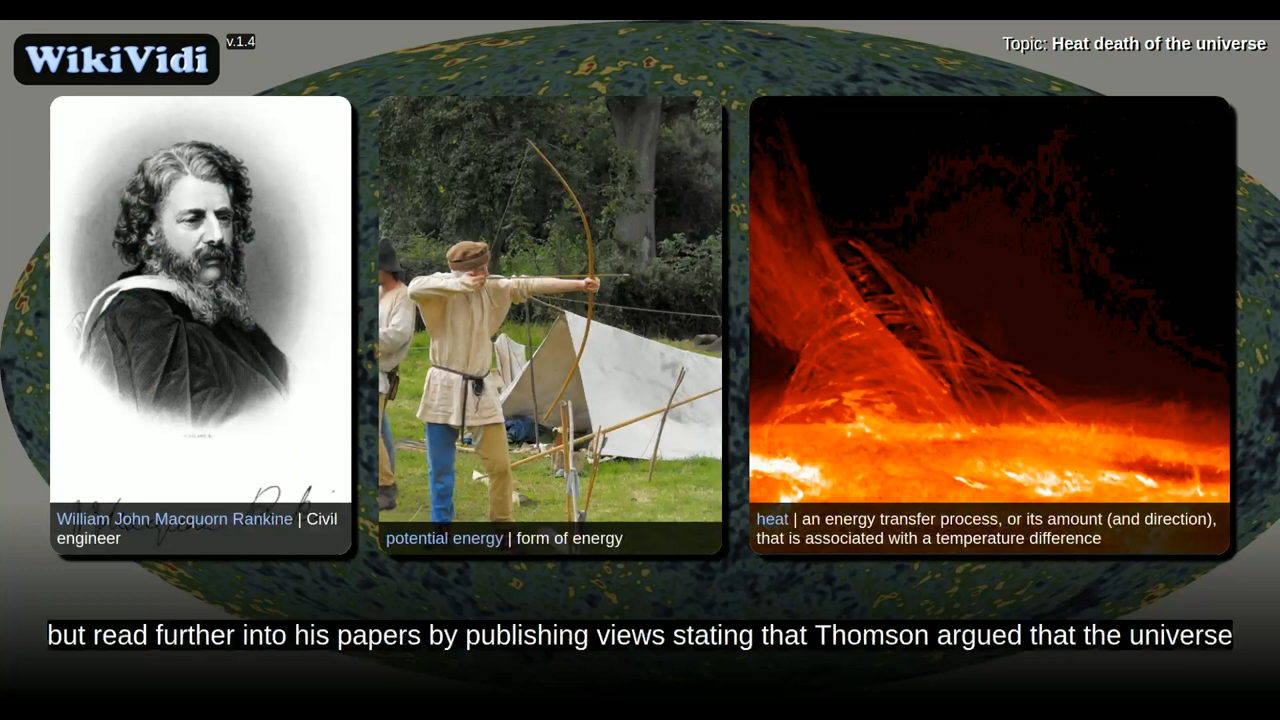 WikiVidi
v.1.4
Topic: Heat death of the universe
William John Macquorn Rankine | Civil
engineer
potential energy | form of energy
heat | an energy transfer process, or its amount (and direction),
that is associated with a temperature difference
but read further into his papers by publishing views stating that Thomson argued that the universe